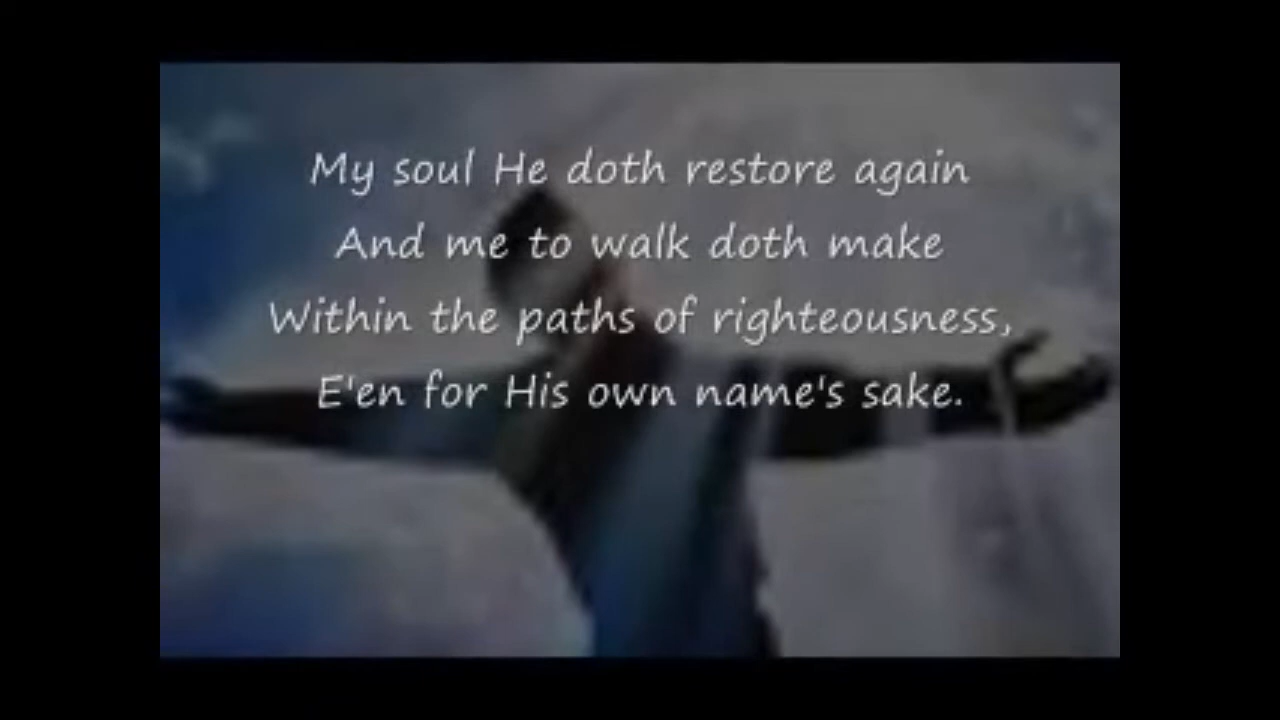 My soul He doth restore again
And me to walk doth make
Within the paths of righteousness,
E'en for His own name's sake.